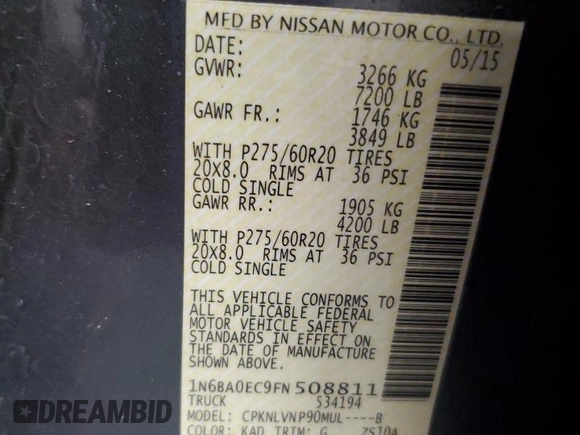 MFD BY NISSAN MOTOR CO., LTD.
DATE: 05/15
GVWR: 3266 KG
7200 LB
GAWR FR.: 1746 KG
3849 LB
WITH P275/60R20 TIRES
20X8.0 RIMS AT 36 PSI
COLD SINGLE
GAWR RR.: 1905 KG
4200 LB
WITH P275/60R20 TIRES
20X8.0 RIMS AT 36 PSI
COLD SINGLE
THIS VEHICLE CONFORMS TO
ALL APPLICABLE FEDERAL
MOTOR VEHICLE SAFETY
STANDARDS IN EFFECT ON
THE DATE OF MANUFACTURE
SHOWN ABOVE.
1N6BA0EC9FN508811
TRUCK 534194
MODEL: CPKNLVNP90MUL----B
COLOR: KAD TRIM: G ZS10A
DREAMBID